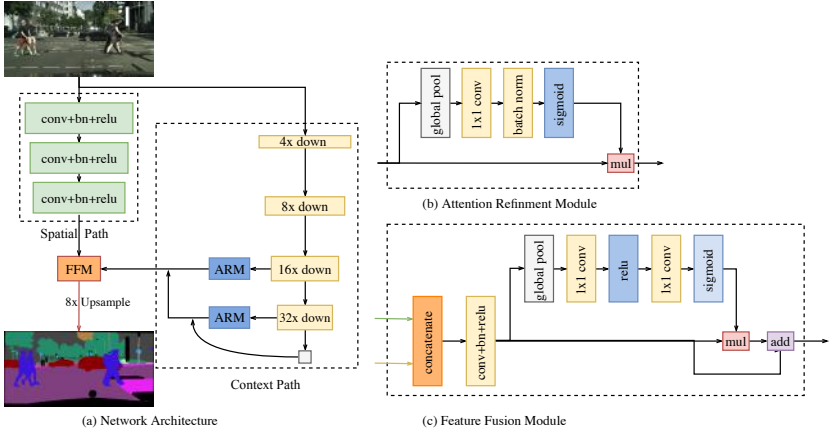 conv+bn+relu
conv+bn+relu
conv+bn+relu
Spatial Path
FFM
8x Upsample
4x down
8x down
ARM
16x down
ARM
32x down
Context Path
(a) Network Architecture
global pool
1x1 conv
batch norm
sigmoid
mul
(b) Attention Refinment Module
concatenate
conv+bn+relu
global pool
1x1 conv
relu
1x1 conv
sigmoid
mul
add
(c) Feature Fusion Module